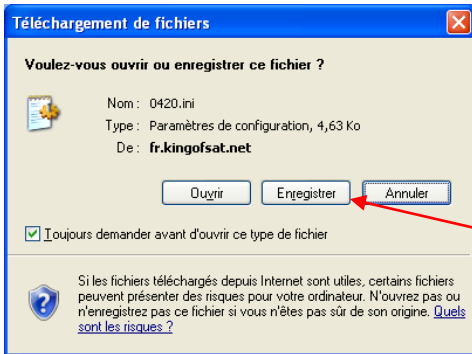 Téléchargement de fichiers
Voulez-vous ouvrir ou enregistrer ce fichier ?
Nom : 0420.ini
Type : Paramètres de configuration, 4,63 Ko
De : fr.kingofsat.net
Ouvrir Enregistrer Annuler
Toujours demander avant d'ouvrir ce type de fichier
Si les fichiers téléchargés depuis Internet sont utiles, certains fichiers
peuvent présenter des risques pour votre ordinateur. N'ouvrez pas ou
n'enregistrez pas ce fichier si vous n'êtes pas sûr de son origine. Quels
sont les risques ?